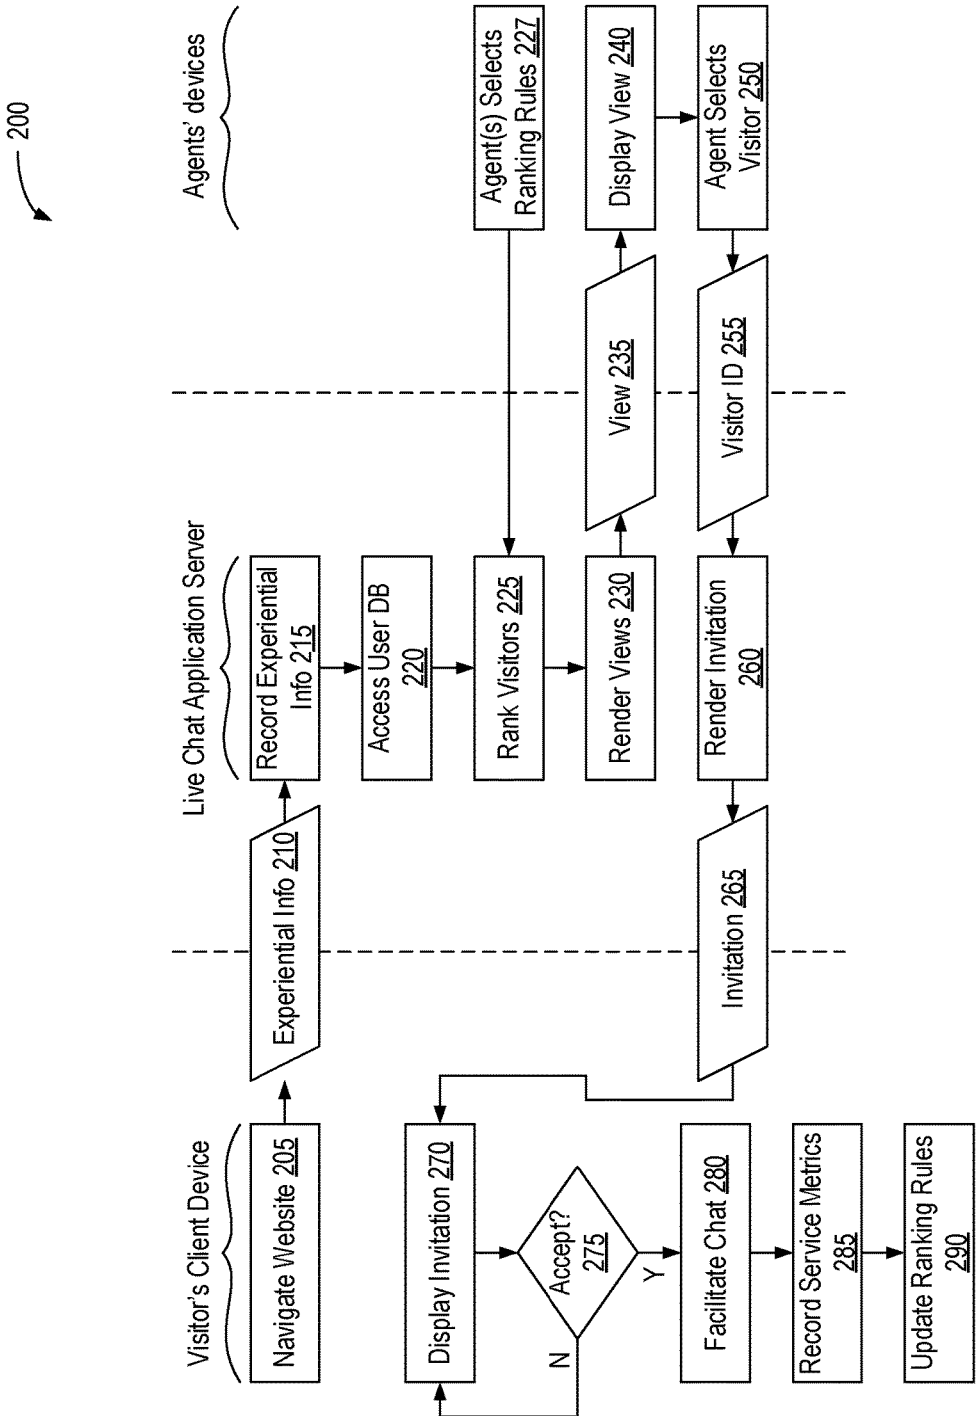 200
Visitor's Client Device
Live Chat Application Server
Agents' devices
Navigate Website 205
Experiential Info 210
Record Experiential
Info 215
Access User DB
220
Agent(s) Selects
Ranking Rules 227
Rank Visitors 225
Render Views 230
View 235
Display View 240
Agent Selects
Visitor 250
Visitor ID 255
Render Invitation
260
Invitation 265
Display Invitation 270
Accept?
275
N
Y
Facilitate Chat 280
Record Service Metrics
285
Update Ranking Rules
290